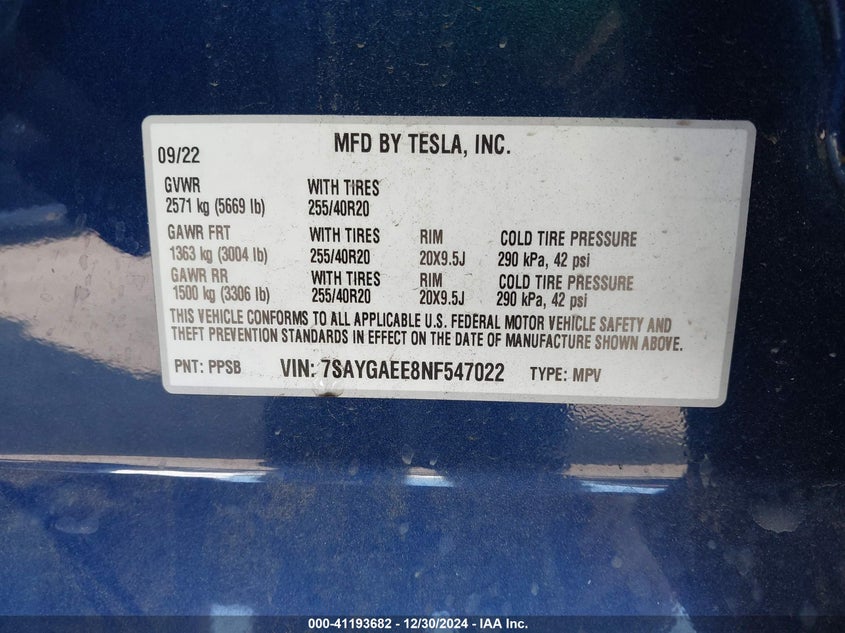 09/22 MFD BY TESLA, INC.
GVWR WITH TIRES
2571 kg (5669 lb) 255/40R20
GAWR FRT WITH TIRES RIM COLD TIRE PRESSURE
1363 kg (3004 lb) 255/40R20 20X9.5J 290 kPa, 42 psi
GAWR RR WITH TIRES RIM COLD TIRE PRESSURE
1500 kg (3306 lb) 255/40R20 20X9.5J 290 kPa, 42 psi
THIS VEHICLE CONFORMS TO ALL APPLICABLE U.S. FEDERAL MOTOR VEHICLE SAFETY AND
THEFT PREVENTION STANDARDS IN EFFECT ON THE DATE OF MANUFACTURE SHOWN ABOVE.
PNT: PPSB VIN: 7SAYGAEE8NF547022 TYPE: MPV
000-41193682 - 12/30/2024 - IAA Inc.